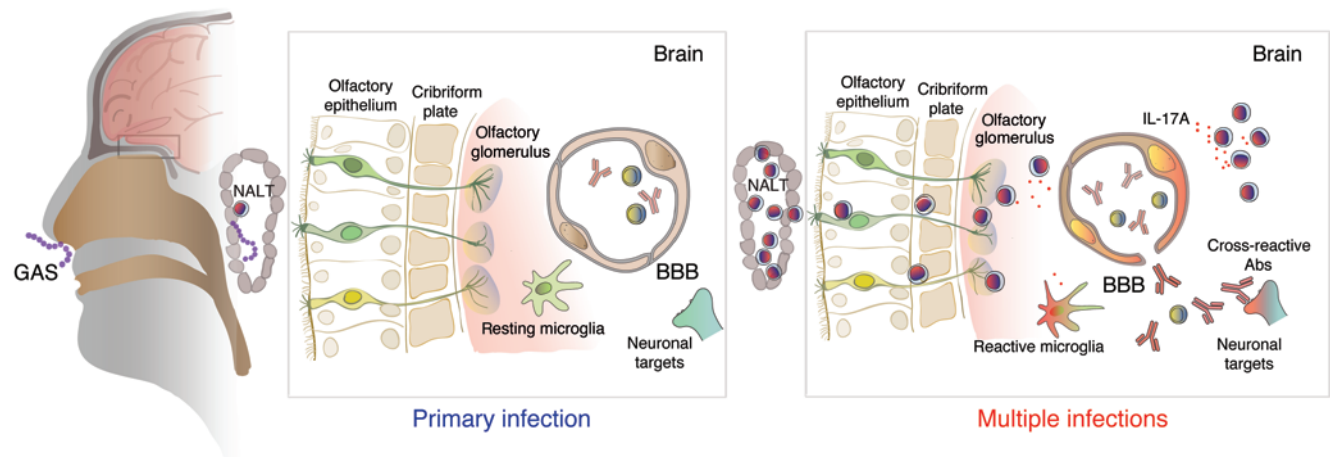 NALT
GAS
Brain
Olfactory
epithelium
Cribriform
plate
Olfactory
glomerulus
BBB
Resting microglia
Neuronal
targets
Primary infection
NALT
Brain
Olfactory
epithelium
Cribriform
plate
Olfactory
glomerulus
IL-17A
BBB
Cross-reactive
Abs
Reactive microglia
Neuronal
targets
Multiple infections